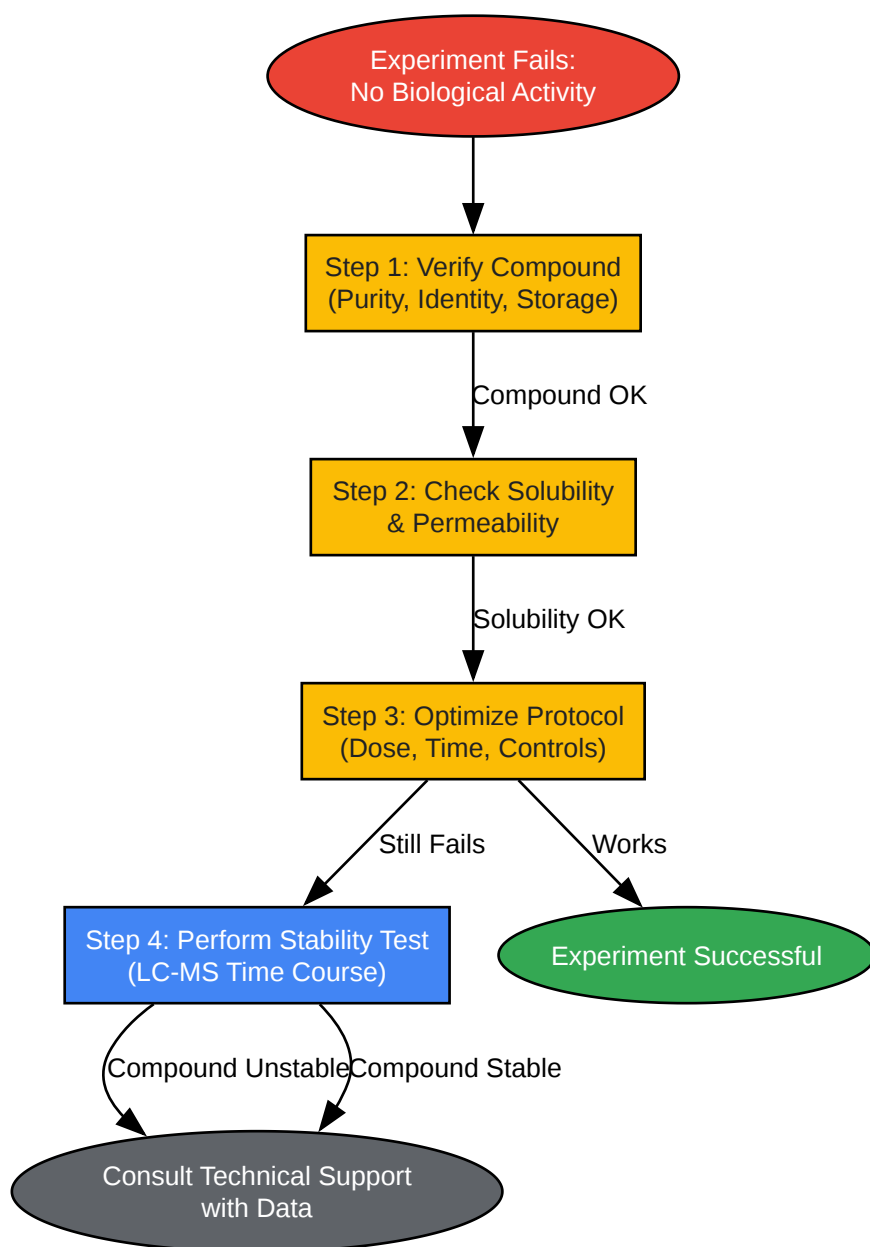 Experiment Fails:
No Biological Activity
Step 1: Verify Compound
(Purity, Identity, Storage)
Compound OK
Step 2: Check Solubility
& Permeability
Solubility OK
Step 3: Optimize Protocol
(Dose, Time, Controls)
Still Fails
Works
Step 4: Perform Stability Test
(LC-MS Time Course)
Experiment Successful
Compound Unstable
Compound Stable
Consult Technical Support
with Data